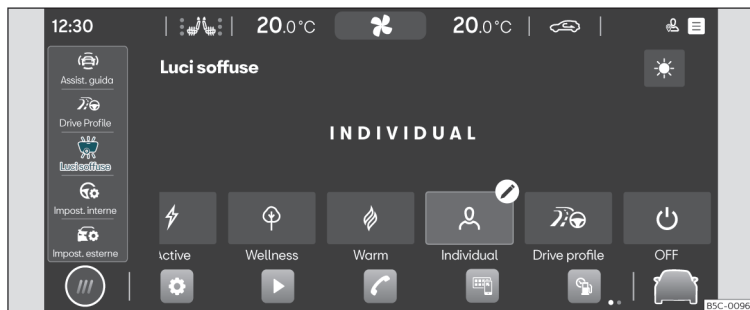 12:30
20.0°C
20.0°C
Assist. guida
Luci soffuse
Drive Profile
INDIVIDUAL
Luci soffuse
Impost. interne
Impost. esterne
Active Wellness Warm Individual Drive profile OFF
B5C-0096